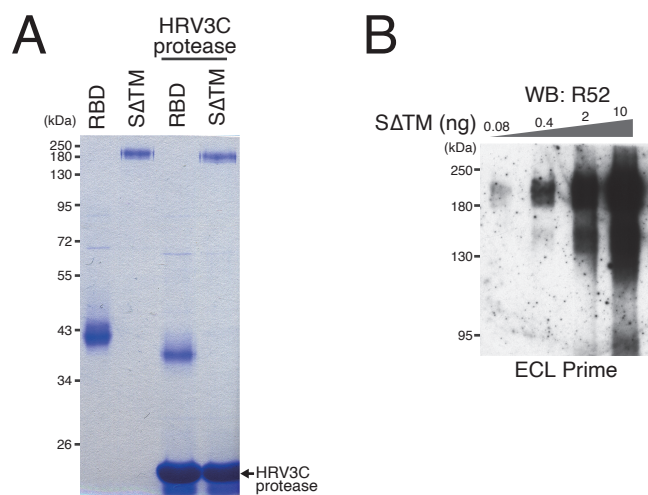 A
HRV3C
protease
RBD
SΔTM
RBD
SΔTM
(kDa)
250
180
130
95
72
55
43
34
26
HRV3C
protease
B
WB: R52
SΔTM (ng)
0.08
0.4
2
10
(kDa)
250
180
130
95
ECL Prime